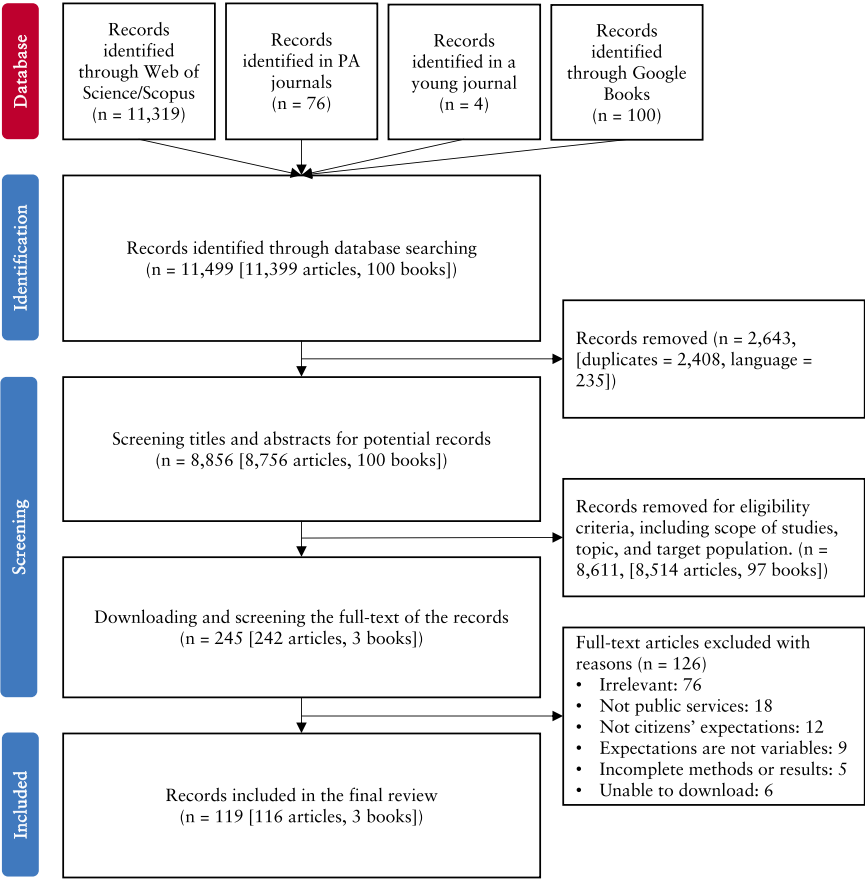 Database
Records
identified
through Web of
Science/Scopus
(n = 11,319)
Records
identified in PA
journals
(n = 76)
Records
identified in a
young journal
(n = 4)
Records
identified
through Google
Books
(n = 100)
Identification
Records identified through database searching
(n = 11,499 [11,399 articles, 100 books])
Records removed (n = 2,643,
[duplicates = 2,408, language =
235])
Screening
Screening titles and abstracts for potential records
(n = 8,856 [8,756 articles, 100 books])
Records removed for eligibility
criteria, including scope of studies,
topic, and target population. (n =
8,611, [8,514 articles, 97 books])
Downloading and screening the full-text of the records
(n = 245 [242 articles, 3 books])
Full-text articles excluded with
reasons (n = 126)
• Irrelevant: 76
• Not public services: 18
• Not citizens’ expectations: 12
• Expectations are not variables: 9
• Incomplete methods or results: 5
• Unable to download: 6
Included
Records included in the final review
(n = 119 [116 articles, 3 books])